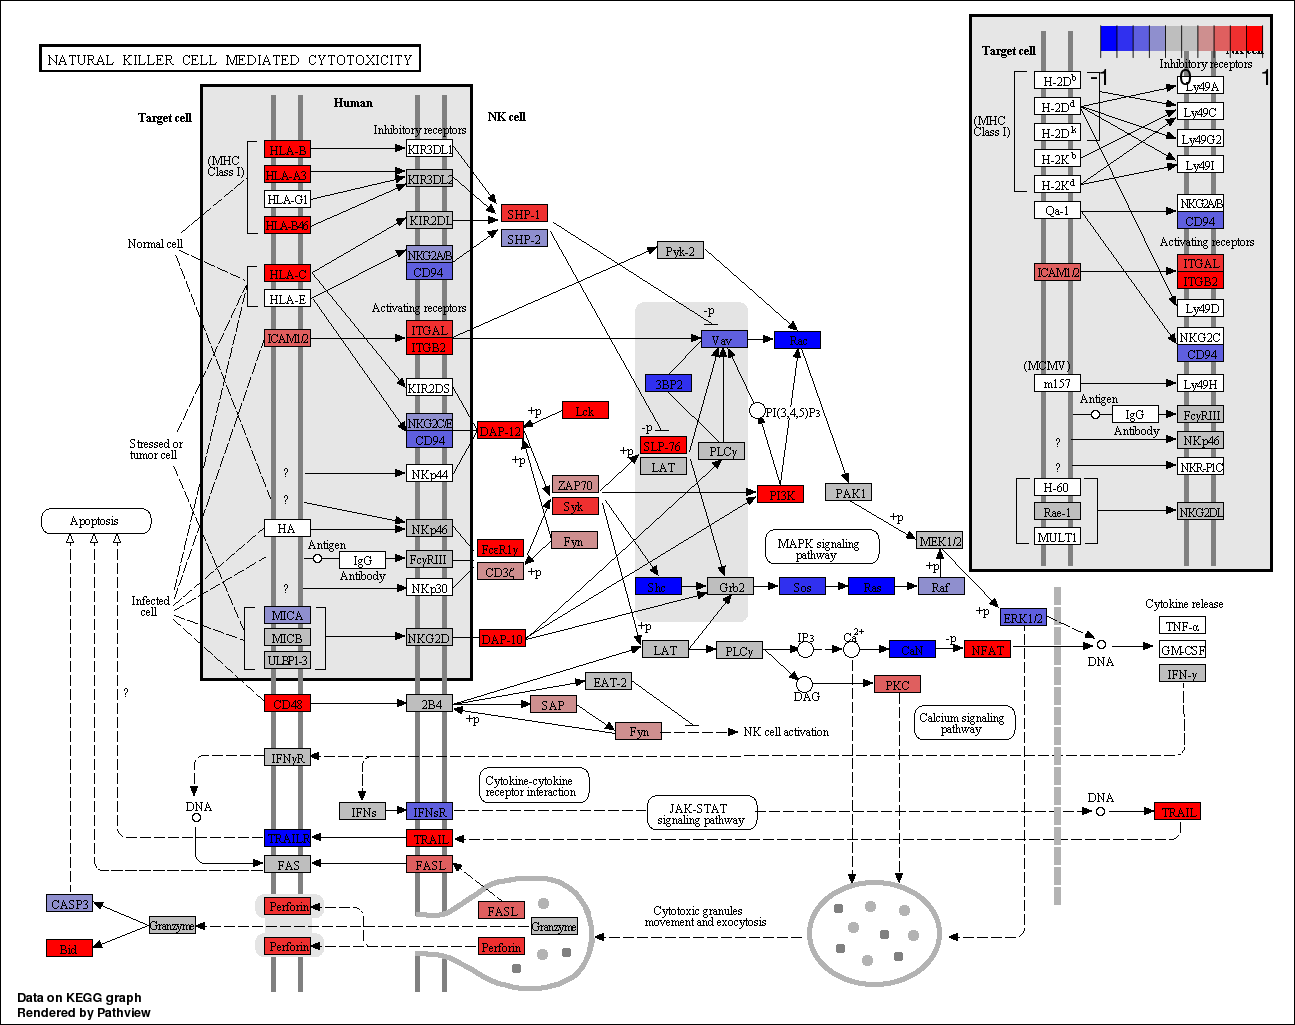 NATURAL KILLER CELL MEDIATED CYTOTOXICITY
Target cell
Human
NK cell
Inhibitory receptors
(MHC
Class I)
HLA-B
HLA-A3
HLA-G1
HLA-B46
HLA-C
HLA-E
ICAM1/2
KIR3DL1
KIR3DL2
KIR2DL
NKG2A/B
CD94
Activating receptors
ITGAL
ITGB2
KIR2DS
NKG2C/E
CD94
NKp44
NKp46
FcγRIII
NKp30
NKG2D
2B4
Normal cell
Stressed or
tumor cell
Infected
cell
?
?
HA
Antigen
IgG
Antibody
?
MICA
MICB
ULBP1-3
CD48
?
Apoptosis
SHP-1
SHP-2
Pyk-2
-p
Vav
Rac
3BP2
Lck
+p
DAP-12
+p
-p
SLP-76
LAT
PLCγ
PI(3,4,5)P3
+p
ZAP70
Syk
Fyn
PI3K
PAK1
+p
FcεR1γ
CD3ζ
+p
DAP-10
MAPK signaling
pathway
MEK1/2
+p
Shc
Grb2
Sos
Ras
Raf
+p
ERK1/2
+p
LAT
PLCγ
IP3
Ca2+
CaN
-p
NFAT
DNA
DAG
PKC
Cytokine release
TNF-α
GM-CSF
IFN-γ
EAT-2
SAP
+p
Fyn
NK cell activation
Calcium signaling
pathway
IFNγR
DNA
Cytokine-cytokine
receptor interaction
IFNs
IFNsR
JAK-STAT
signaling pathway
DNA
TRAIL
TRAILR
TRAIL
FAS
FASL
CASP3
Bid
Granzyme
Perforin
Perforin
FASL
Granzyme
Perforin
Cytotoxic granules
movement and exocytosis
Target cell
NK cell
-1
0
1
Inhibitory receptors
(MHC
Class I)
H-2Db
H-2Dd
H-2Dk
H-2Kb
H-2Kd
Qa-1
Ly49A
Ly49C
Ly49G2
Ly49I
NKG2A/B
CD94
Activating receptors
ICAM1/2
ITGAL
ITGB2
Ly49D
NKG2C
CD94
(MCMV)
m157
Ly49H
Antigen
IgG
Antibody
FcγRIII
?
NKp46
?
NKR-P1C
H-60
Rae-1
MULT1
NKG2DL
Data on KEGG graph
Rendered by Pathview